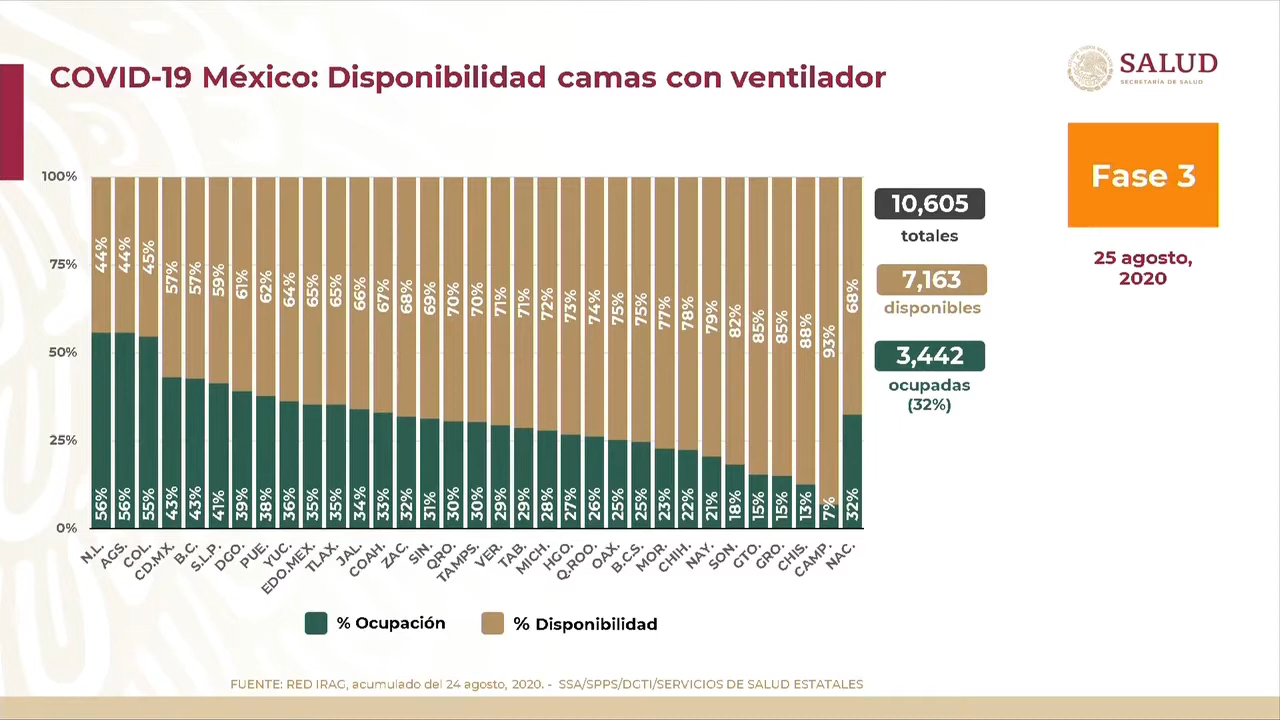 COVID-19 México: Disponibilidad camas con ventilador
SALUD
SECRETARÍA DE SALUD
Fase 3
25 agosto,
2020
100%
75%
50%
25%
0%
44% 44% 45% 57% 57% 59% 61% 62% 64% 65% 65% 66% 67% 68% 69% 70% 70% 71% 71% 72% 73% 74% 75% 75% 77% 78% 79% 82% 85% 85% 88% 93% 68%
56% 56% 55% 43% 43% 41% 39% 38% 36% 35% 35% 34% 33% 32% 31% 30% 30% 29% 29% 28% 27% 26% 25% 25% 23% 22% 21% 18% 15% 15% 13% 7% 32%
N.L. AGS. COL. CD.MX. B.C. S.L.P. DGO. PUE. YUC. EDO.MEX. TLAX. JAL. COAH. ZAC. SIN. QRO. TAMPS. VER. TAB. MICH. HGO. Q.ROO. OAX. B.C.S. MOR. CHIH. NAY. SON. GTO. GRO. CHIS. CAMP. NAC.
10,605
totales
7,163
disponibles
3,442
ocupadas
(32%)
% Ocupación % Disponibilidad
FUENTE: RED IRAG, acumulado del 24 agosto, 2020. - SSA/SPPS/DGTI/SERVICIOS DE SALUD ESTATALES